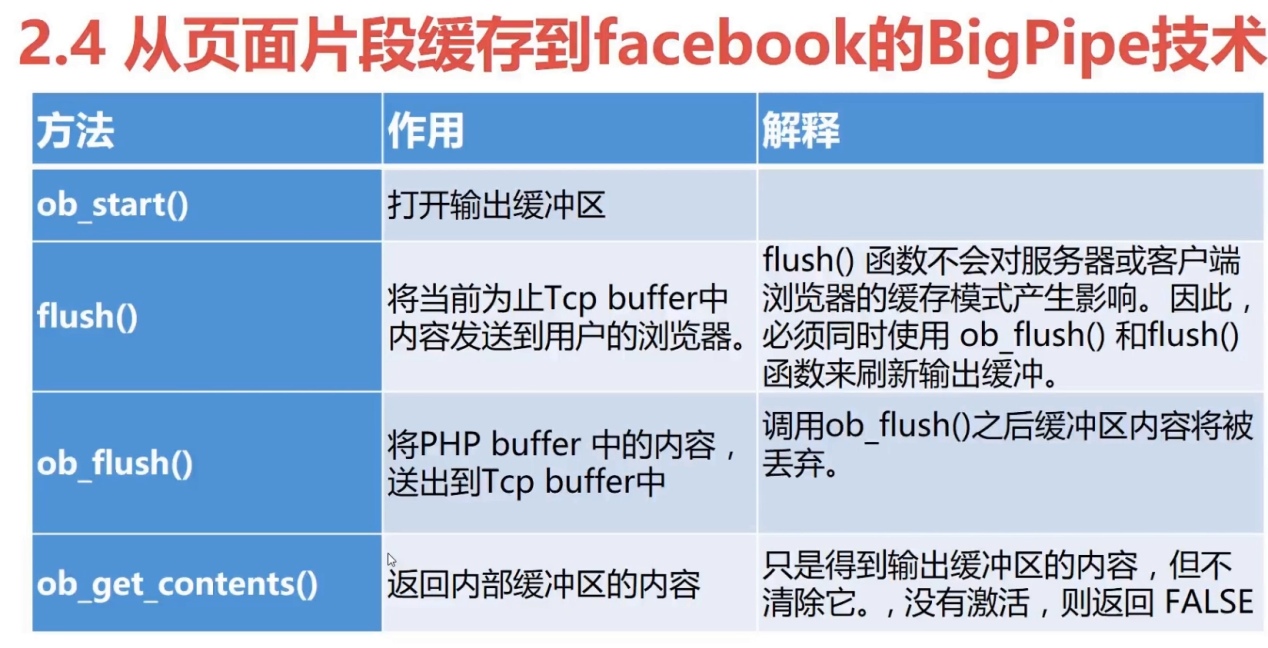 2.4 从页面片段缓存到facebook的BigPipe技术
方法
作用
解释
ob_start()
打开输出缓冲区
flush()
将当前为止Tcp buffer中
内容发送到用户的浏览器。
flush() 函数不会对服务器或客户端
浏览器的缓存模式产生影响。因此，
必须同时使用 ob_flush() 和flush()
函数来刷新输出缓冲。
ob_flush()
将PHP buffer 中的内容，
送出到Tcp buffer中
调用ob_flush()之后缓冲区内容将被
丢弃。
ob_get_contents()
返回内部缓冲区的内容
只是得到输出缓冲区的内容，但不
清除它。, 没有激活，则返回 FALSE